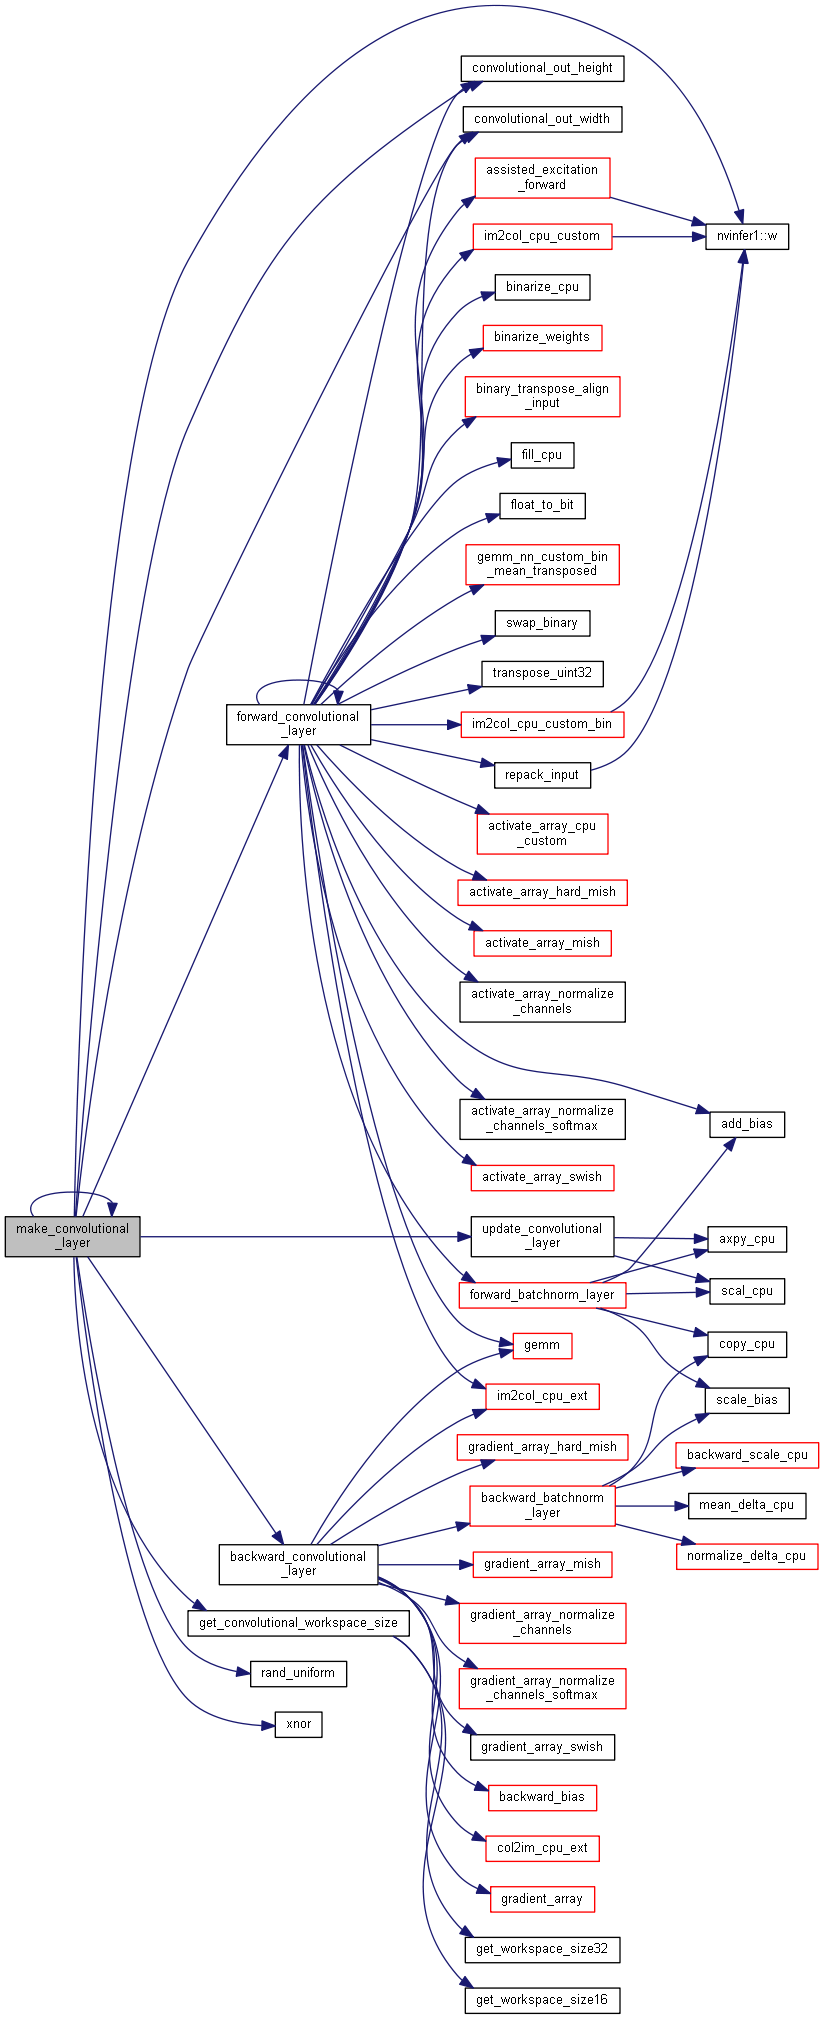 convolutional_out_height
convolutional_out_width
assisted_excitation
_forward
nvinfer1::w
im2col_cpu_custom
binarize_cpu
binarize_weights
binary_transpose_align
_input
fill_cpu
float_to_bit
gemm_nn_custom_bin
_mean_transposed
swap_binary
transpose_uint32
forward_convolutional
_layer
im2col_cpu_custom_bin
repack_input
activate_array_cpu
_custom
activate_array_hard_mish
activate_array_mish
activate_array_normalize
_channels
activate_array_normalize
_channels_softmax
add_bias
activate_array_swish
make_convolutional
_layer
update_convolutional
_layer
axpy_cpu
forward_batchnorm_layer
scal_cpu
gemm
copy_cpu
im2col_cpu_ext
scale_bias
gradient_array_hard_mish
backward_scale_cpu
backward_batchnorm
_layer
mean_delta_cpu
backward_convolutional
_layer
gradient_array_mish
normalize_delta_cpu
get_convolutional_workspace_size
gradient_array_normalize
_channels
rand_uniform
gradient_array_normalize
_channels_softmax
xnor
gradient_array_swish
backward_bias
col2im_cpu_ext
gradient_array
get_workspace_size32
get_workspace_size16